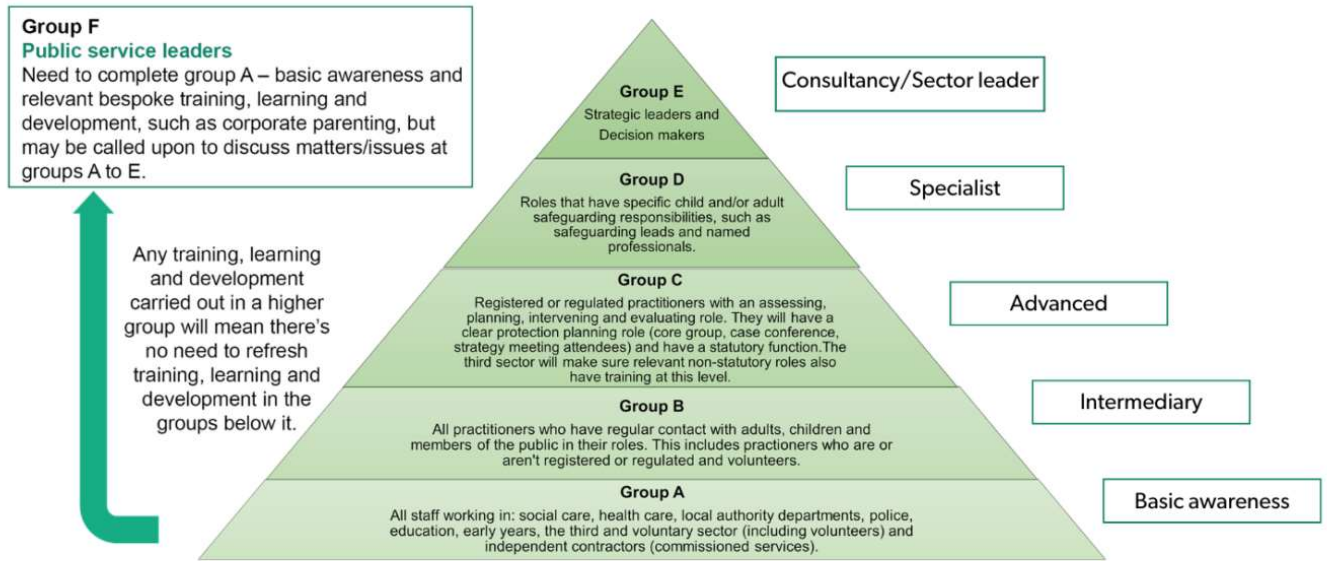 Group F
Public service leaders
Need to complete group A – basic awareness and
relevant bespoke training, learning and
development, such as corporate parenting, but
may be called upon to discuss matters/issues at
groups A to E.
Any training, learning
and development
carried out in a higher
group will mean there's
no need to refresh
training, learning and
development in the
groups below it.
Group E
Strategic leaders and
Decision makers
Consultancy/Sector leader
Group D
Roles that have specific child and/or adult
safeguarding responsibilities, such as
safeguarding leads and named
professionals.
Specialist
Group C
Registered or regulated practitioners with an assessing,
planning, intervening and evaluating role. They will have a
clear protection planning role (core group, case conference,
strategy meeting attendees) and have a statutory function.The
third sector will make sure relevant non-statutory roles also
have training at this level.
Advanced
Group B
All practitioners who have regular contact with adults, children and
members of the public in their roles. This includes practioners who are or
aren't registered or regulated and volunteers.
Intermediary
Group A
All staff working in: social care, health care, local authority departments, police,
education, early years, the third and voluntary sector (including volunteers) and
independent contractors (commissioned services).
Basic awareness